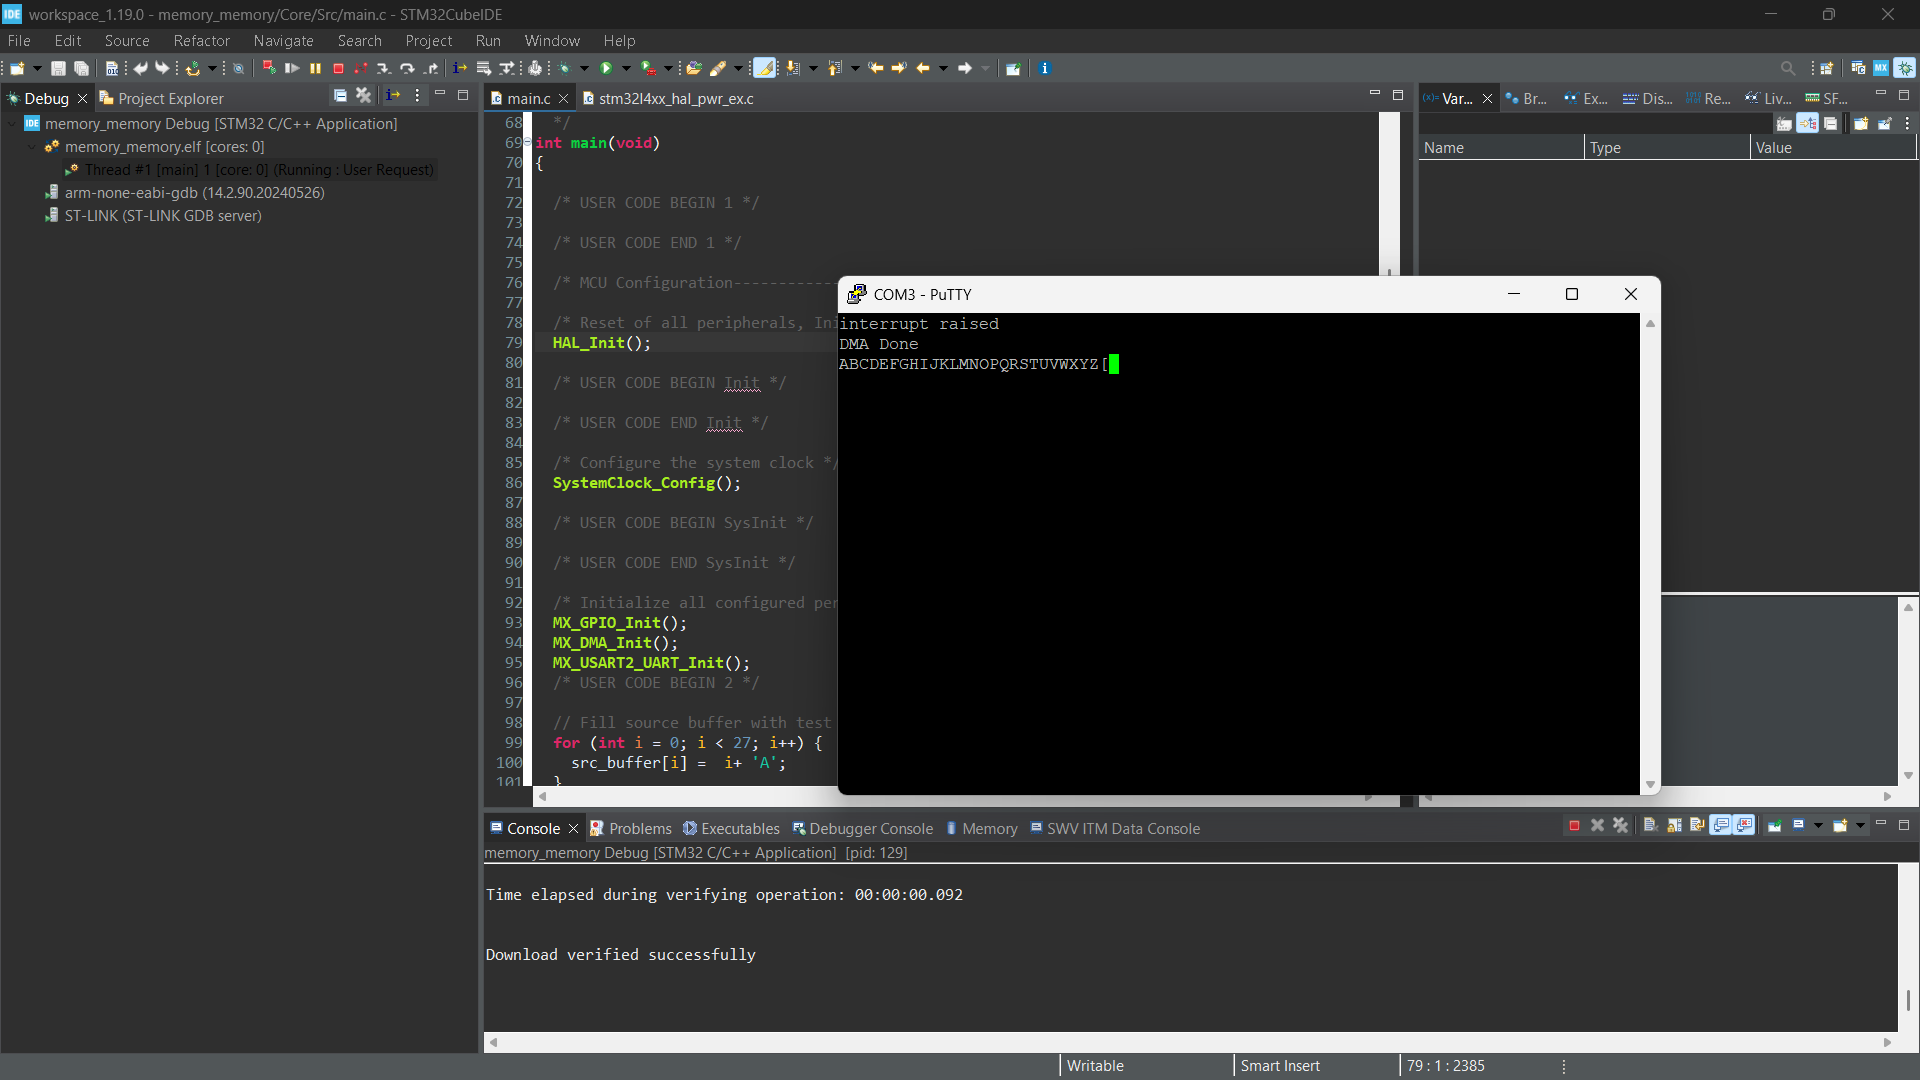 workspace_1.19.0 - memory_memory/Core/Src/main.c - STM32CubeIDE
File Edit Source Refactor Navigate Search Project Run Window Help
Debug Project Explorer
memory_memory Debug [STM32 C/C++ Application]
memory_memory.elf [cores: 0]
Thread #1 [main] 1 [core: 0] (Running : User Request)
arm-none-eabi-gdb (14.2.90.20240526)
ST-LINK (ST-LINK GDB server)
main.c stm32l4xx_hal_pwr_ex.c
68 */
69 int main(void)
70 {
71
72 /* USER CODE BEGIN 1 */
73
74 /* USER CODE END 1 */
75
76 /* MCU Configuration-----------
77
78 /* Reset of all peripherals, Ini
79 HAL_Init();
80
81 /* USER CODE BEGIN Init */
82
83 /* USER CODE END Init */
84
85 /* Configure the system clock */
86 SystemClock_Config();
87
88 /* USER CODE BEGIN SysInit */
89
90 /* USER CODE END SysInit */
91
92 /* Initialize all configured per
93 MX_GPIO_Init();
94 MX_DMA_Init();
95 MX_USART2_UART_Init();
96 /* USER CODE BEGIN 2 */
97
98 // Fill source buffer with test
99 for (int i = 0; i < 27; i++) {
100 src_buffer[i] = i+ 'A';
101 }
COM3 - PuTTY
interrupt raised
DMA Done
ABCDEFGHIJKLMNOPQRSTUVWXYZ[
(x)= Var... Br... Ex... Dis... Re... Liv... SF...
Name Type Value
Console Problems Executables Debugger Console Memory SWV ITM Data Console
memory_memory Debug [STM32 C/C++ Application] [pid: 129]
Time elapsed during verifying operation: 00:00:00.092
Download verified successfully
Writable Smart Insert 79 : 1 : 2385